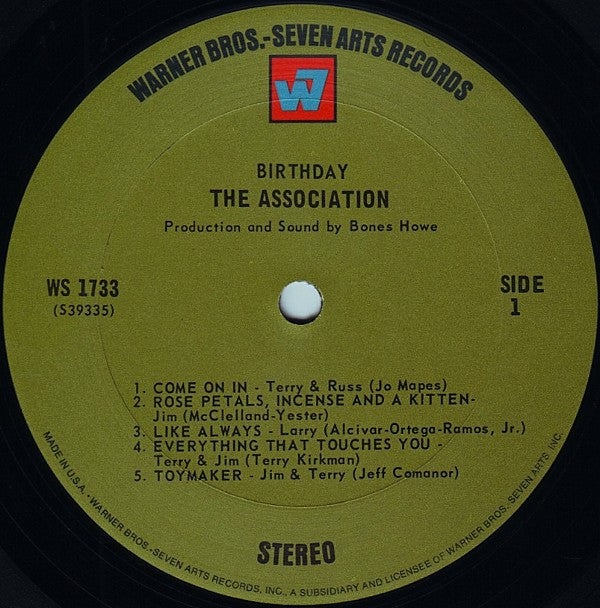 WARNER BROS.-SEVEN ARTS RECORDS
W7
BIRTHDAY
THE ASSOCIATION
Production and Sound by Bones Howe
WS 1733
(S39335)
SIDE
1
1. COME ON IN - Terry & Russ (Jo Mapes)
2. ROSE PETALS, INCENSE AND A KITTEN-
Jim (McClelland-Yester)
3. LIKE ALWAYS - Larry (Alcivar-Ortega-Ramos, Jr.)
4. EVERYTHING THAT TOUCHES YOU -
Terry & Jim (Terry Kirkman)
5. TOYMAKER - Jim & Terry (Jeff Comanor)
STEREO
MADE IN U.S.A. • WARNER BROS.-SEVEN ARTS RECORDS, INC., A SUBSIDIARY AND LICENSEE OF WARNER BROS. SEVEN ARTS INC.